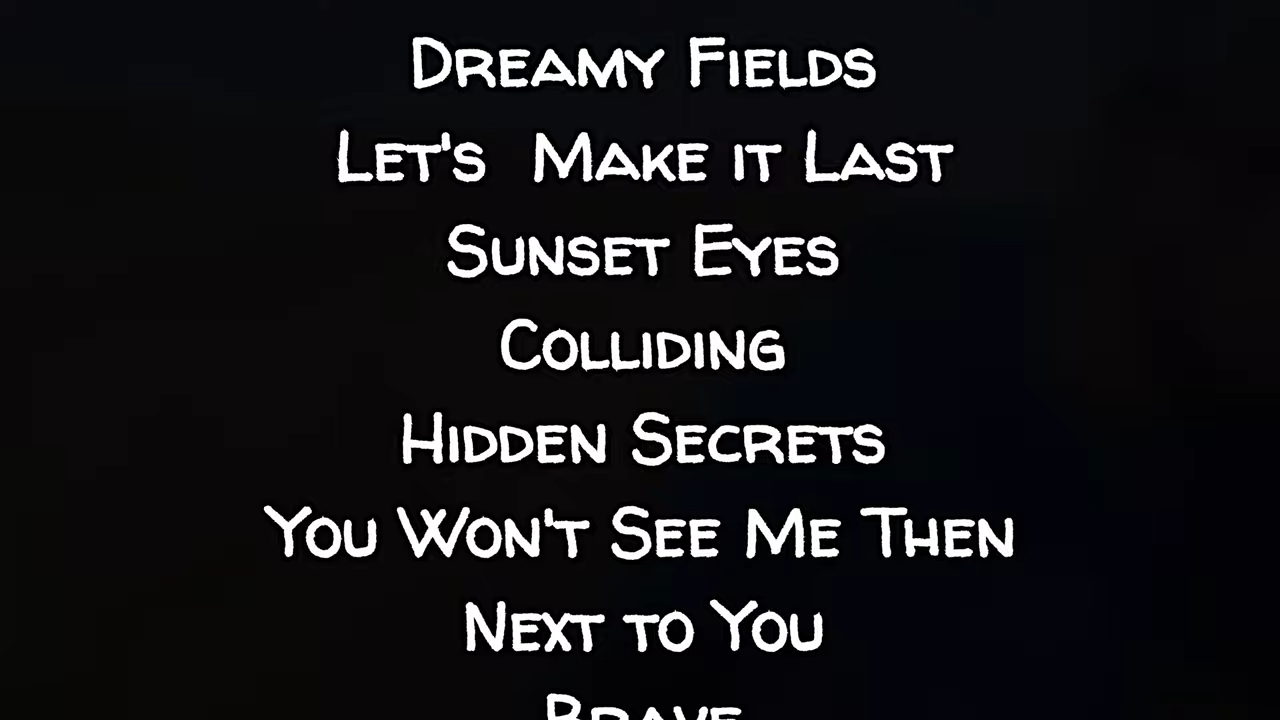 Dreamy Fields
Let's  Make it Last
Sunset Eyes
Colliding
Hidden Secrets
You Won't See Me Then
Next to You
Brave